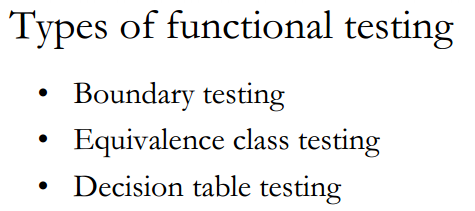 Types of functional testing
• Boundary testing
• Equivalence class testing
• Decision table testing